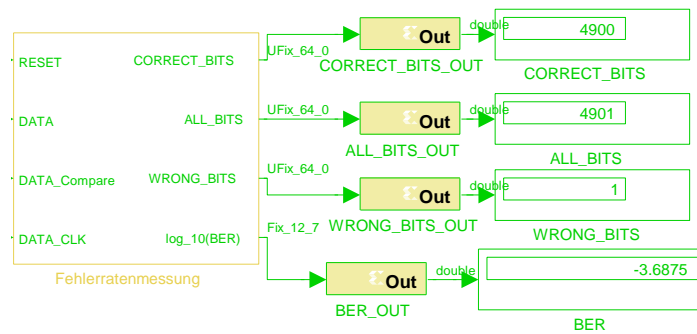 RESET
CORRECT_BITS
UFix_64_0
Out
double
4900
CORRECT_BITS_OUT
CORRECT_BITS
DATA
ALL_BITS
UFix_64_0
Out
double
4901
ALL_BITS_OUT
ALL_BITS
DATA_Compare
WRONG_BITS
UFix_64_0
Out
double
1
WRONG_BITS_OUT
WRONG_BITS
DATA_CLK
log_10(BER)
Fix_12_7
Out
double
-3.6875
Fehlerratenmessung
BER_OUT
BER